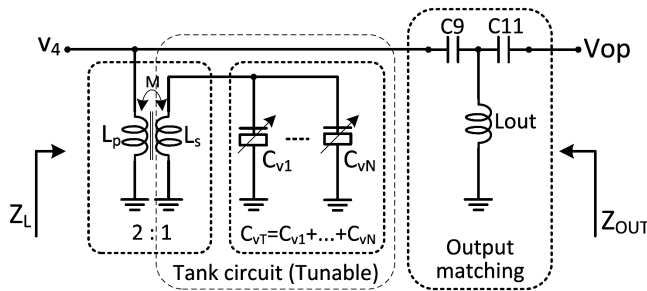 C9 C11
v4 Vop
M
Lp Ls
Cv1 CvN
Lout
ZL
ZOUT
2 : 1
CvT=Cv1+...+CvN
Output
matching
Tank circuit (Tunable)